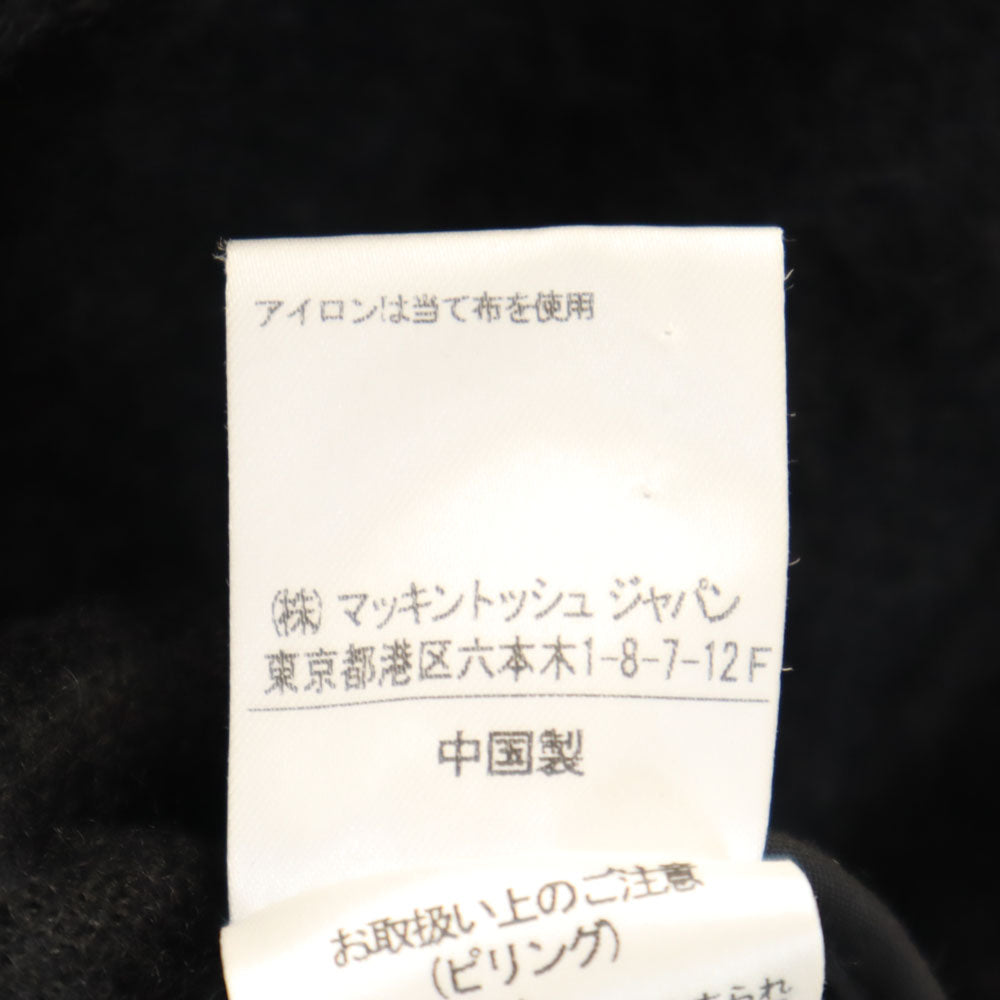 アイロンは当て布を使用
(株) マッキントッシュ ジャパン
東京都港区六本木1-8-7-12F
中国製
お取扱い上のご注意
(ピリング)